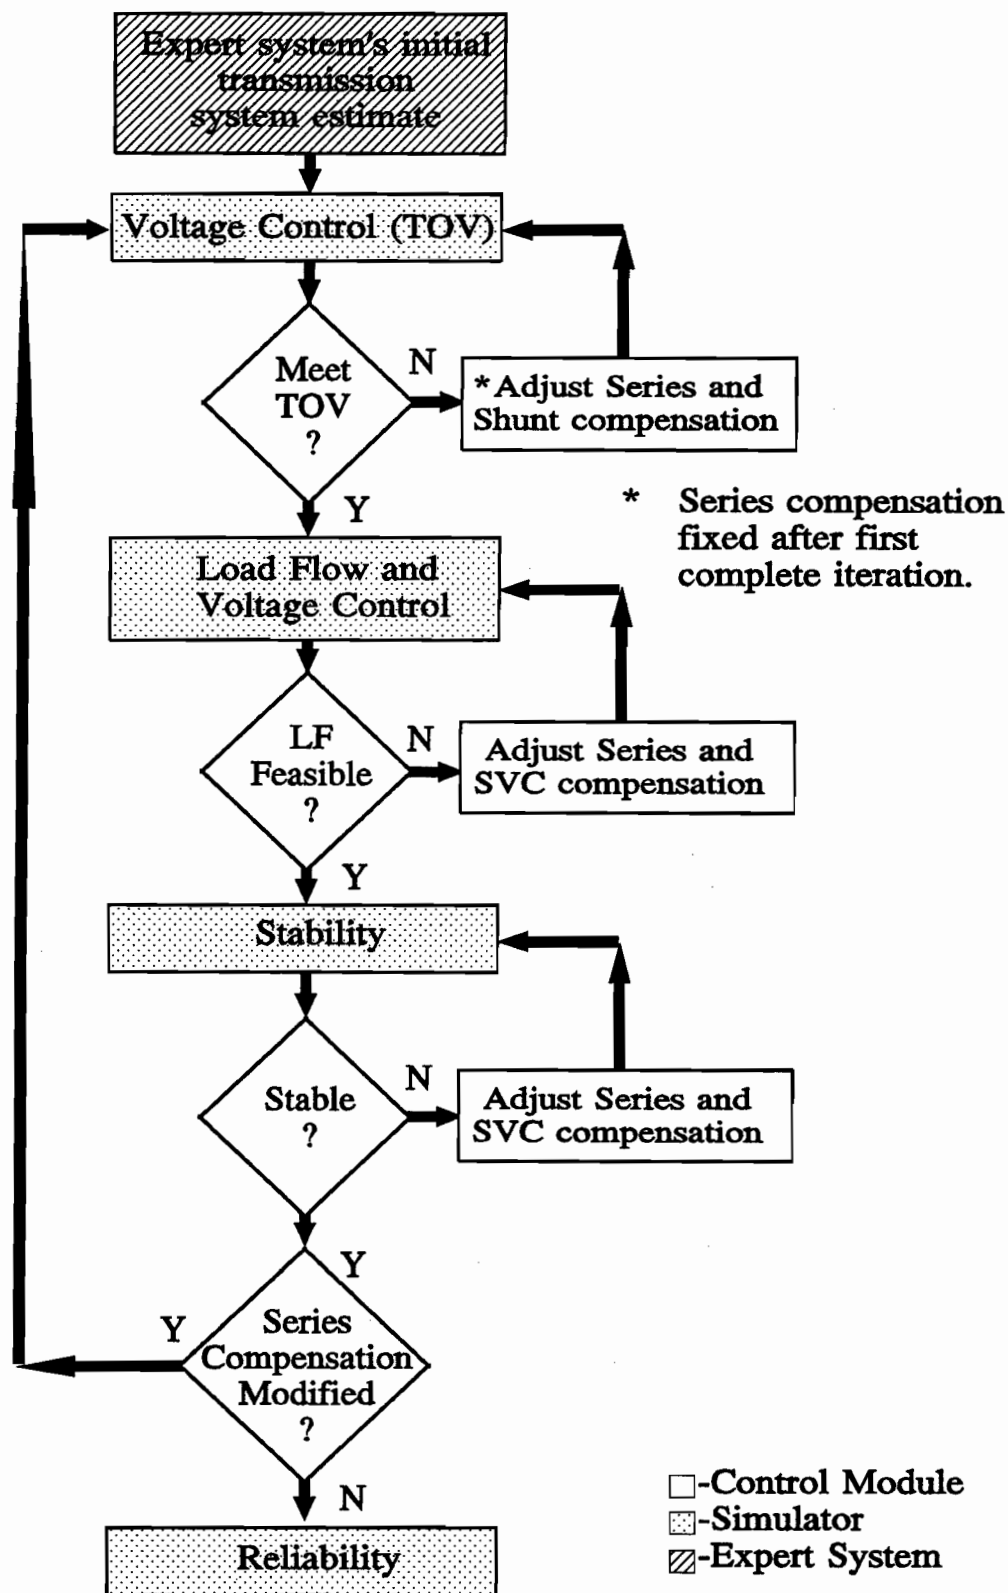 Expert system's initial
transmission
system estimate
Voltage Control (TOV)
Meet
TOV
?
N
*Adjust Series and
Shunt compensation
Y
* Series compensation
fixed after first
complete iteration.
Load Flow and
Voltage Control
LF
Feasible
?
N
Adjust Series and
SVC compensation
Y
Stability
Stable
?
N
Adjust Series and
SVC compensation
Y
Series
Compensation
Modified
?
Y
N
Reliability
-Control Module
-Simulator
-Expert System